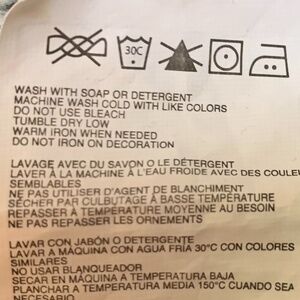 30C
WASH WITH SOAP OR DETERGENT
MACHINE WASH COLD WITH LIKE COLORS
DO NOT USE BLEACH
TUMBLE DRY LOW
WARM IRON WHEN NEEDED
DO NOT IRON ON DECORATION
LAVAGE AVEC DU SAVON O LE DÉTERGENT
LAVER À LA MACHINE À L'EAU FROIDE AVEC DES COULEU
SEMBLABLES
NE PAS UTILISER D'AGENT DE BLANCHIMENT
SÉCHER PAR CULBUTAGE À BASSE TEMPÉRATURE
REPASSER À TEMPÉRATURE MOYENNE AU BESOIN
NE PAS REPASSER LES ORNEMENTS
LAVAR CON JABÓN O DETERGENTE
LAVAR A MÁQUINA CON AGUA FRÍA 30°C CON COLORES
SIMILARES
NO USAR BLANQUEADOR
SECAR EN MÁQUINA A TEMPERATURA BAJA
PLANCHAR A TEMPERATURA MEDIA 150°C CUANDO SEA
NECESARIO